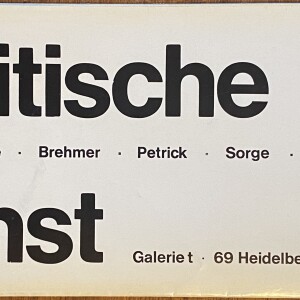 itische
· Brehmer · Petrick · Sorge ·
nst
Galerie t · 69 Heidelbe